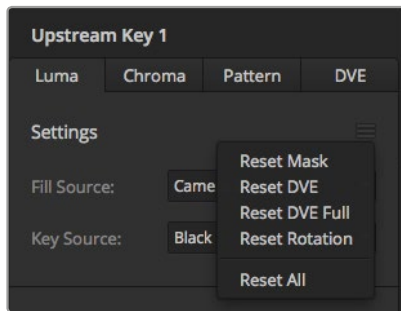 Upstream Key 1
Luma Chroma Pattern DVE
Settings
Reset Mask
Fill Source: Came Reset DVE
Reset DVE Full
Key Source: Black Reset Rotation
Reset All